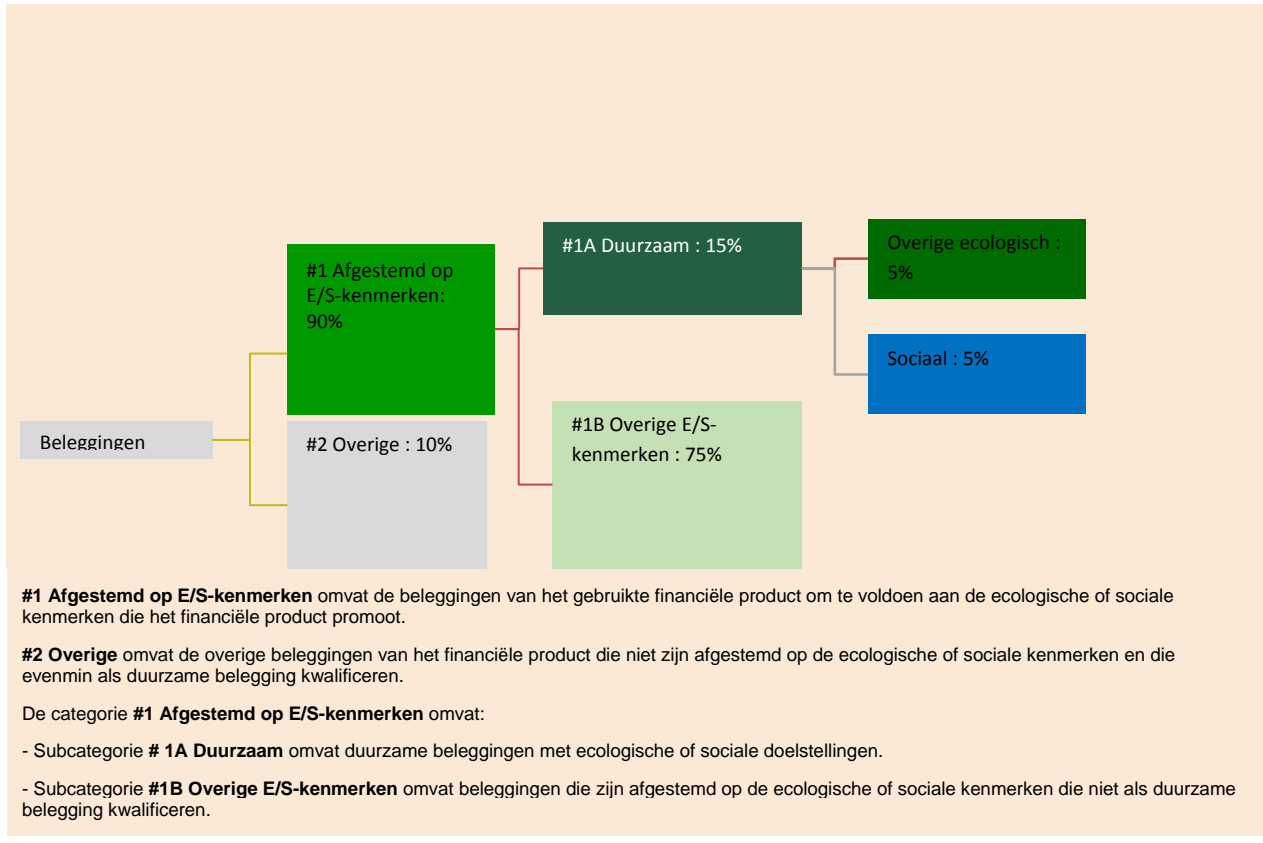 #1A Duurzaam : 15%
Overige ecologisch :
5%
#1 Afgestemd op
E/S-kenmerken:
90%
Sociaal : 5%
Beleggingen
#2 Overige : 10%
#1B Overige E/S-
kenmerken : 75%
#1 Afgestemd op E/S-kenmerken omvat de beleggingen van het gebruikte financiële product om te voldoen aan de ecologische of sociale
kenmerken die het financiële product promoot.
#2 Overige omvat de overige beleggingen van het financiële product die niet zijn afgestemd op de ecologische of sociale kenmerken en die
evenmin als duurzame belegging kwalificeren.
De categorie #1 Afgestemd op E/S-kenmerken omvat:
- Subcategorie # 1A Duurzaam omvat duurzame beleggingen met ecologische of sociale doelstellingen.
- Subcategorie #1B Overige E/S-kenmerken omvat beleggingen die zijn afgestemd op de ecologische of sociale kenmerken die niet als duurzame
belegging kwalificeren.